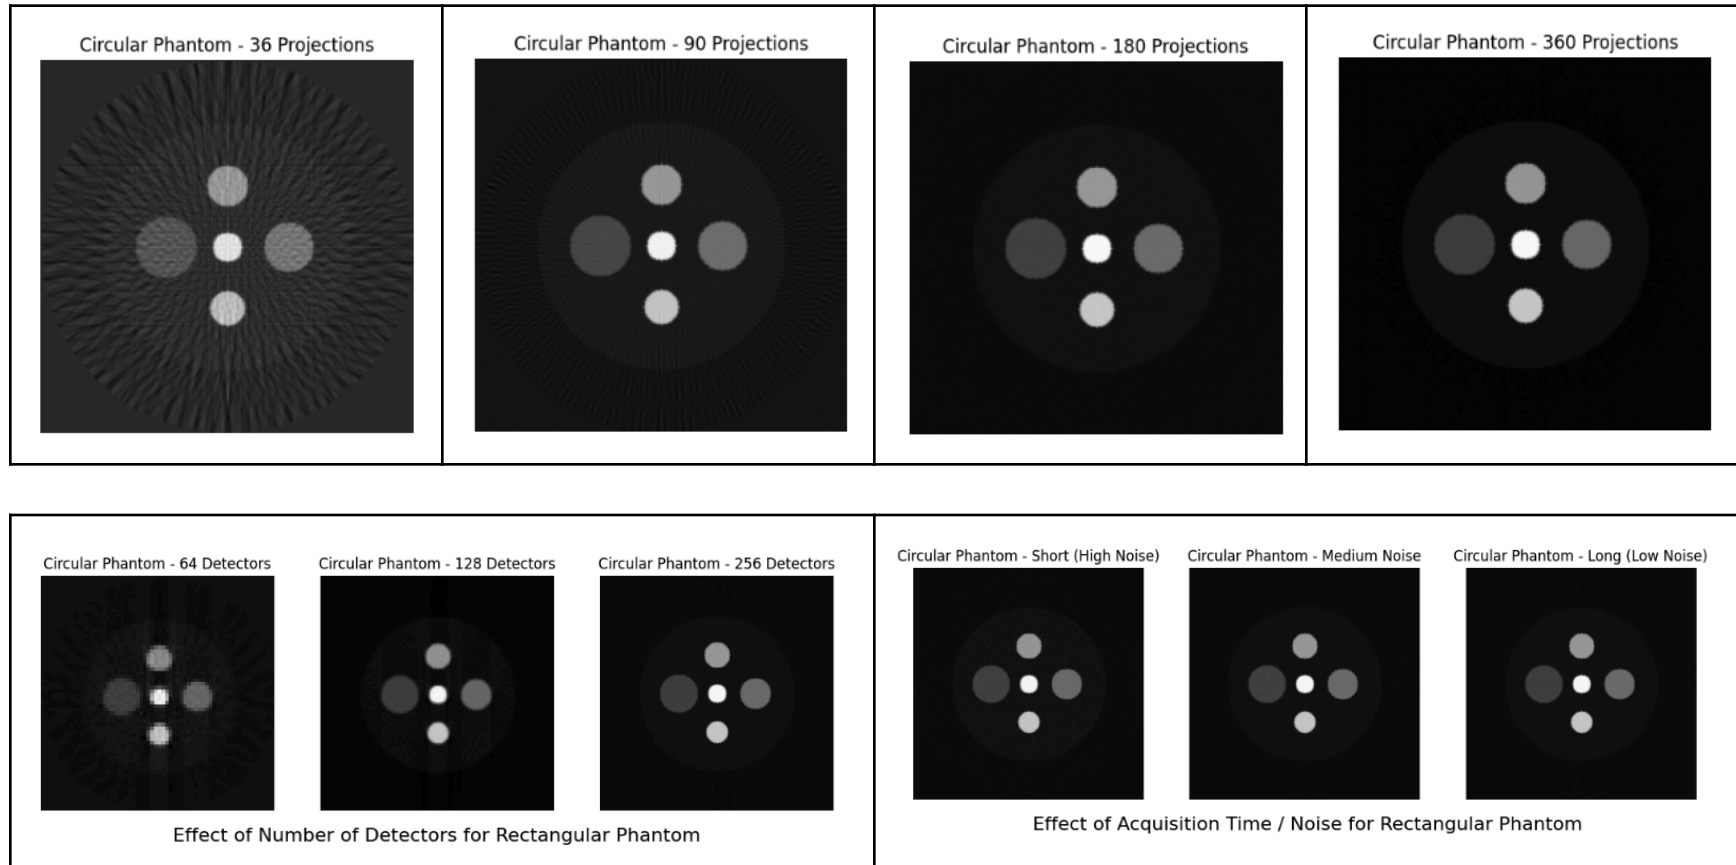 Circular Phantom - 36 Projections
Circular Phantom - 90 Projections
Circular Phantom - 180 Projections
Circular Phantom - 360 Projections
Circular Phantom - 64 Detectors
Circular Phantom - 128 Detectors
Circular Phantom - 256 Detectors
Effect of Number of Detectors for Rectangular Phantom
Circular Phantom - Short (High Noise)
Circular Phantom - Medium Noise
Circular Phantom - Long (Low Noise)
Effect of Acquisition Time / Noise for Rectangular Phantom